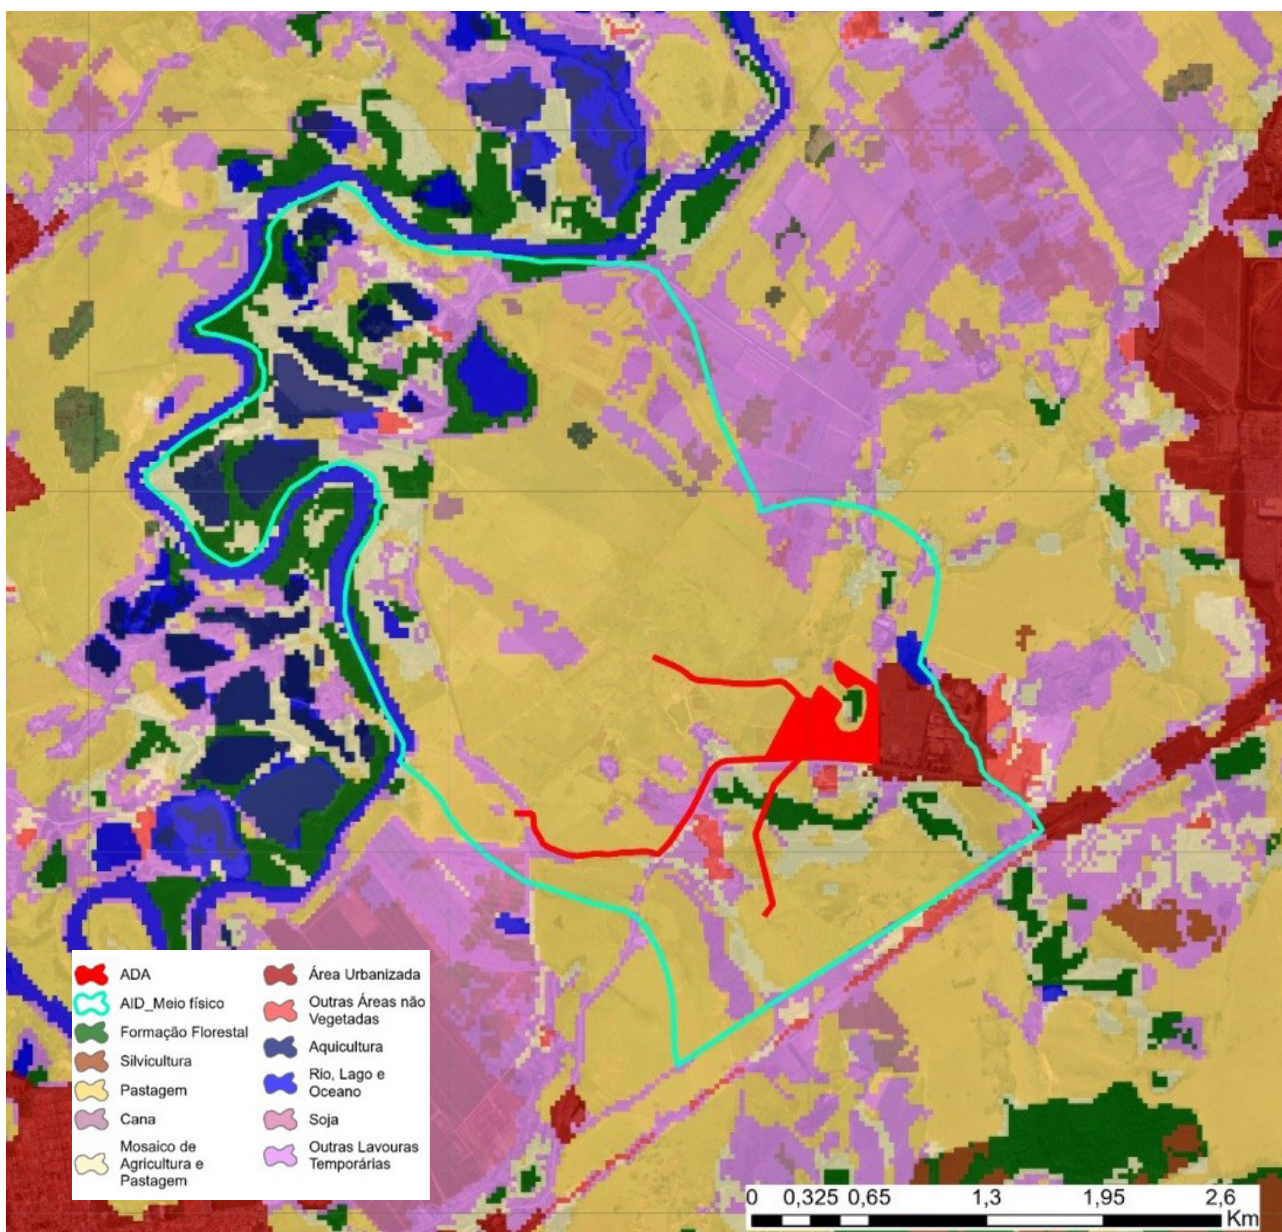 ADA
AID_Meio físico
Formação Florestal
Silvicultura
Pastagem
Cana
Mosaico de
Agricultura e
Pastagem
Área Urbanizada
Outras Áreas não
Vegetadas
Aquicultura
Rio, Lago e
Oceano
Soja
Outras Lavouras
Temporárias
0 0,325 0,65 1,3 1,95 2,6
Km